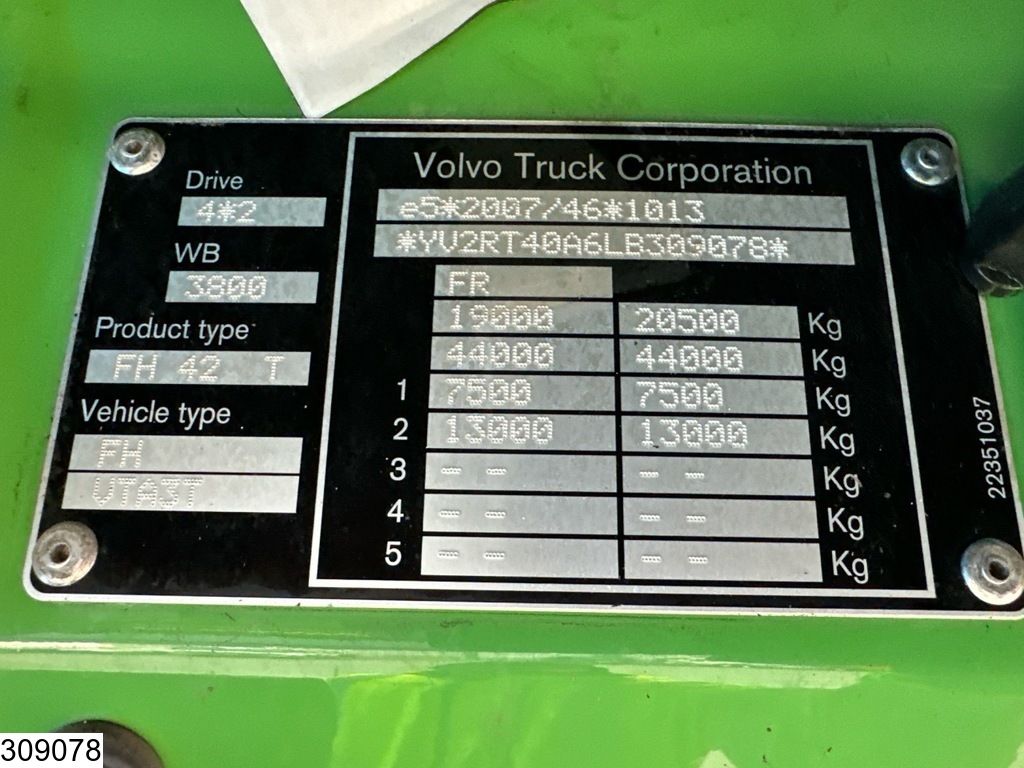 Drive
4*2
WB
3800
Product type
FH 42 T
Vehicle type
FH
VTA3T
Volvo Truck Corporation
e5*2007/46*1013
*YV2RT40A6LB309078*
FR
19000 20500 Kg
44000 44000 Kg
1 7500 7500 Kg
2 13000 13000 Kg
3 -- -- -- -- Kg
4 -- -- -- -- Kg
5 -- -- -- -- Kg
22351037
309078